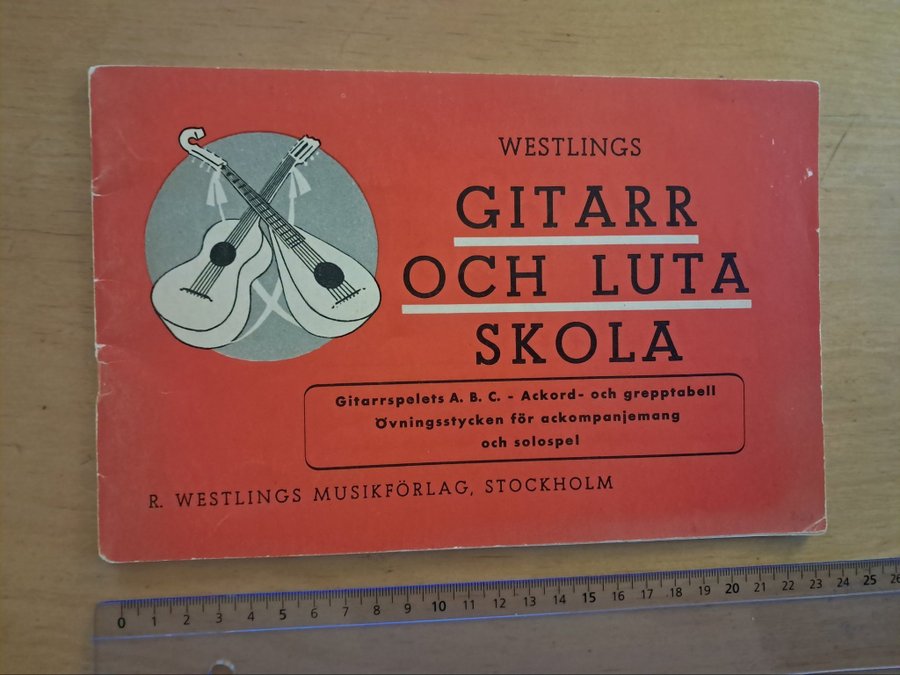 WESTLINGS
GITARR
OCH LUTA
SKOLA
Gitarrspelets A. B. C. - Ackord- och grepptabell
Övningsstycken för ackompanjemang
och solospel
R. WESTLINGS MUSIKFÖRLAG, STOCKHOLM
0 1 2 3 4 5 6 7 8 9 10 11 12 13 14 15 16 17 18 19 20 21 22 23 24 25 26